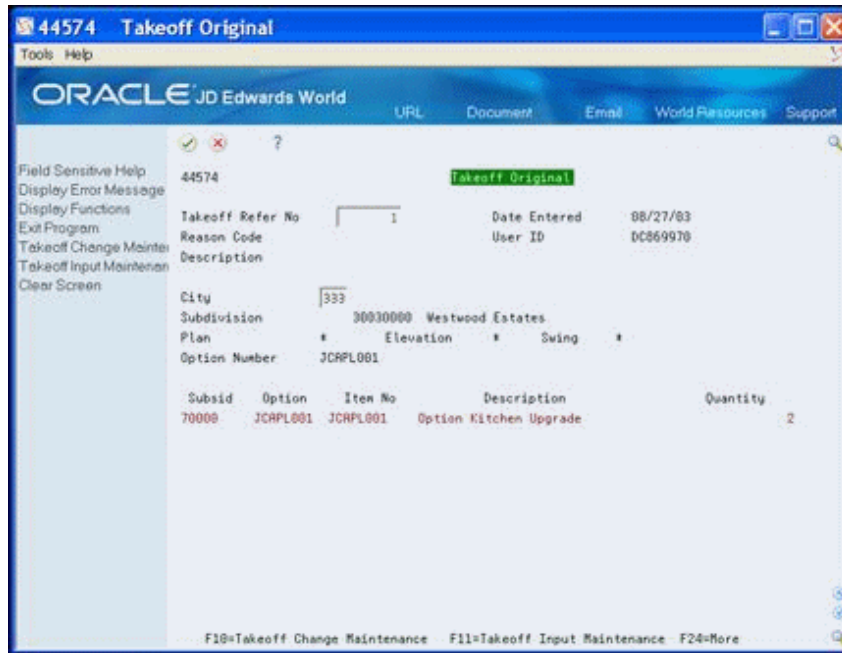 44574 Takeoff Original
Tools Help
ORACLE JD Edwards World
URL Document Email World Resources Support
?
Field Sensitive Help
Display Error Message
Display Functions
Exit Program
Takeoff Change Mainter
Takeoff Input Maintenan
Clear Screen
44574 Takeoff Original
Takeoff Refer No 1 Date Entered 08/27/03
Reason Code User ID DC869970
Description
City 333
Subdivision 30030000 Westwood Estates
Plan * Elevation * Swing *
Option Number JCAPL001
Subsid Option Item No Description Quantity
70000 JCAPL001 JCAPL001 Option Kitchen Upgrade 2
F10=Takeoff Change Maintenance F11=Takeoff Input Maintenance F24=More